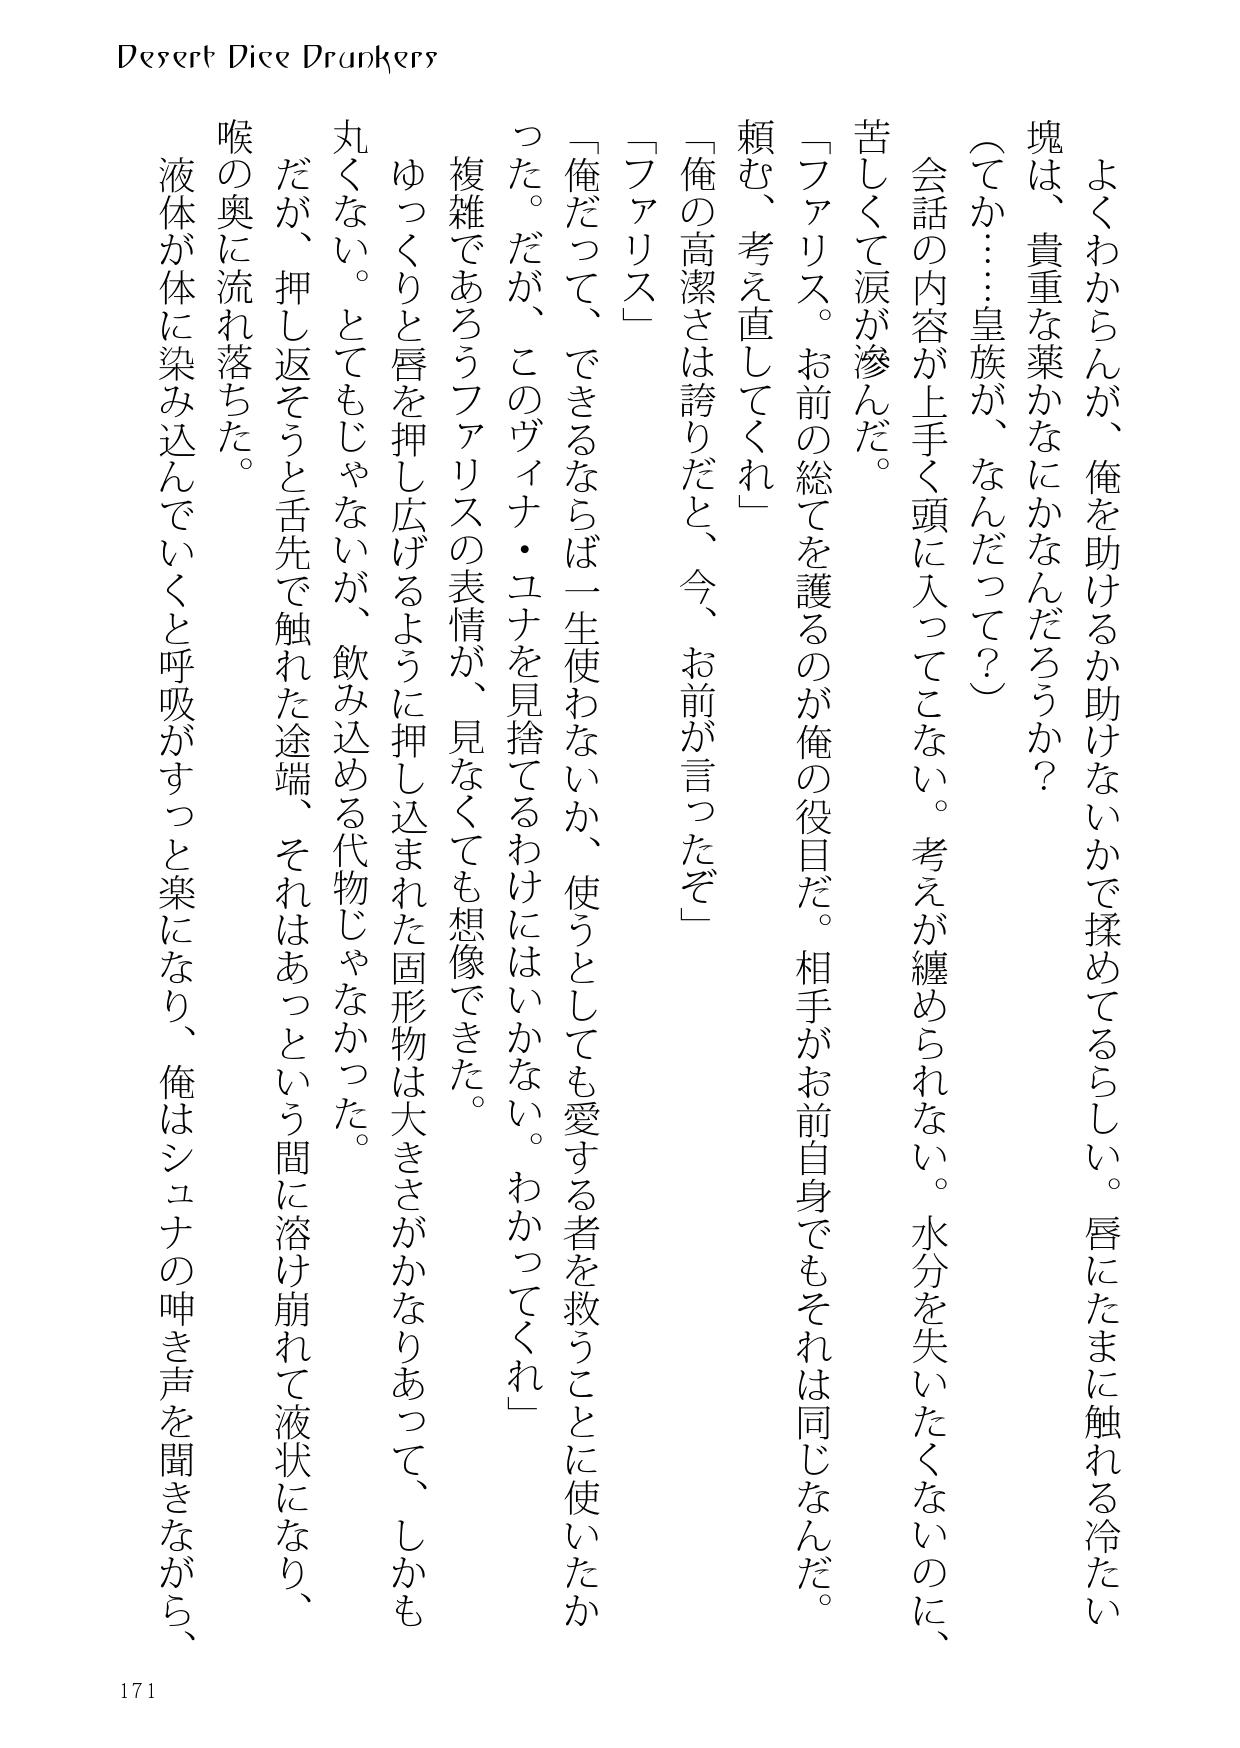 Desert Dice Drunkers
よくわからんが、俺を助けるか助けないかで揉めてるらしい。唇にたまに触れる冷たい
塊は、貴重な薬かなにかなんだろうか？
（てか……皇族が、なんだって？）
会話の内容が上手く頭に入ってこない。考えが纏められない。水分を失いたくないのに、
苦しくて涙が滲んだ。
「ファリス。お前の総てを護るのが俺の役目だ。相手がお前自身でもそれは同じなんだ。
頼む、考え直してくれ」
「俺の高潔さは誇りだと、今、お前が言ったぞ」
「ファリス」
「俺だって、できるならば一生使わないか、使うとしても愛する者を救うことに使いたか
った。だが、このヴィナ・ユナを見捨てるわけにはいかない。わかってくれ」
複雑であろうファリスの表情が、見なくても想像できた。
ゆっくりと唇を押し広げるように押し込まれた固形物は大きさがかなりあって、しかも
丸くない。とてもじゃないが、飲み込める代物じゃなかった。
だが、押し返そうと舌先で触れた途端、それはあっという間に溶け崩れて液状になり、
喉の奥に流れ落ちた。
液体が体に染み込んでいくと呼吸がすっと楽になり、俺はシュナの呻き声を聞きながら、
171